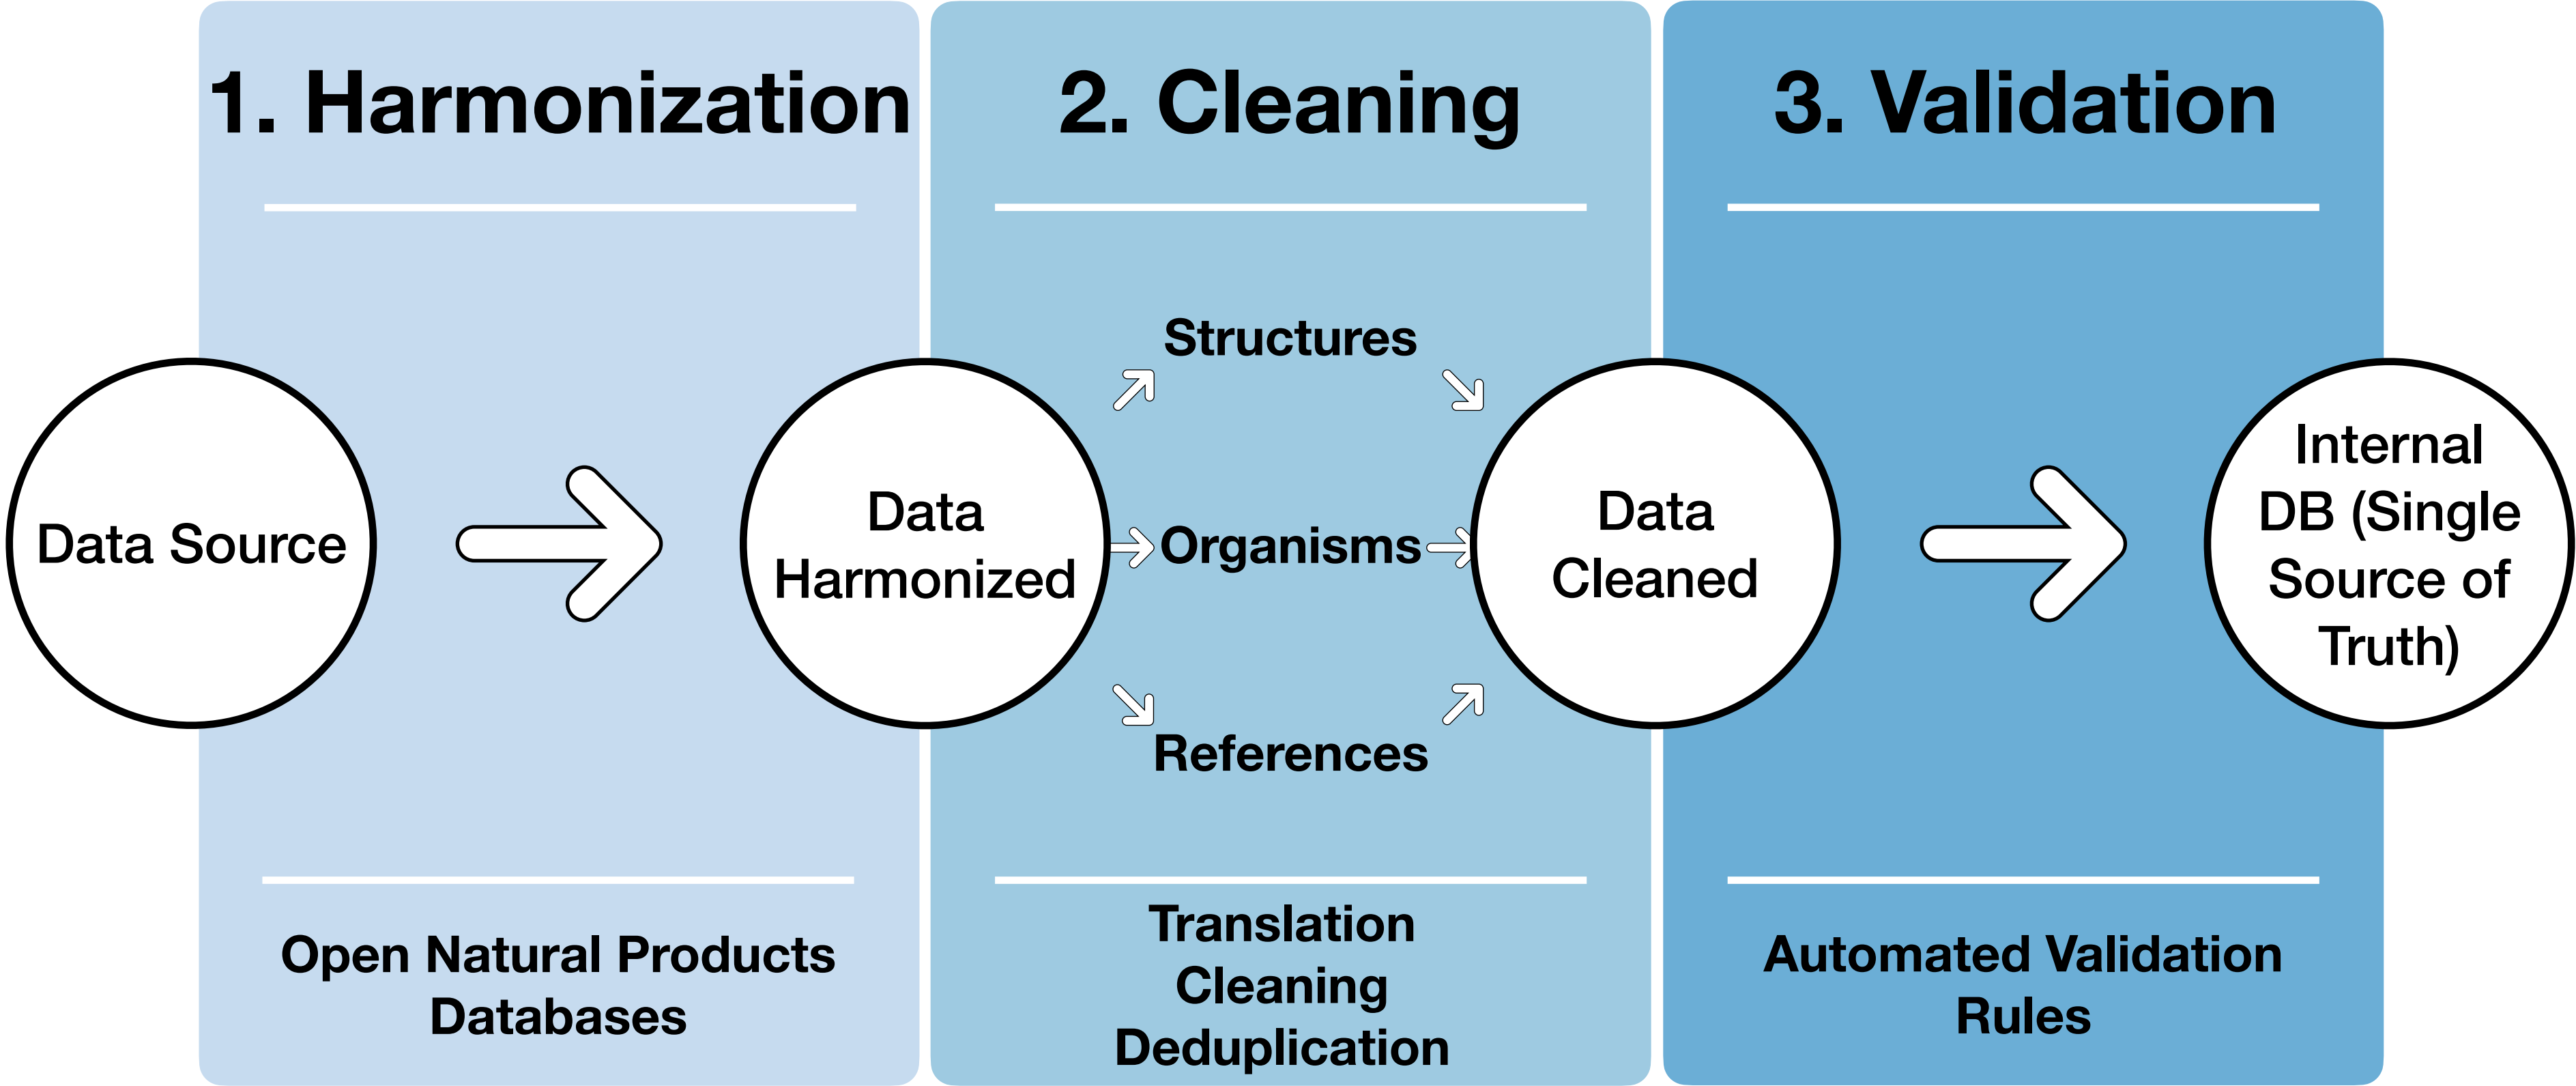 1. Harmonization
2. Cleaning
3. Validation
Data Source
Data
Harmonized
Structures
Organisms
References
Data
Cleaned
Internal
DB (Single
Source of
Truth)
Open Natural Products
Databases
Translation
Cleaning
Deduplication
Automated Validation
Rules